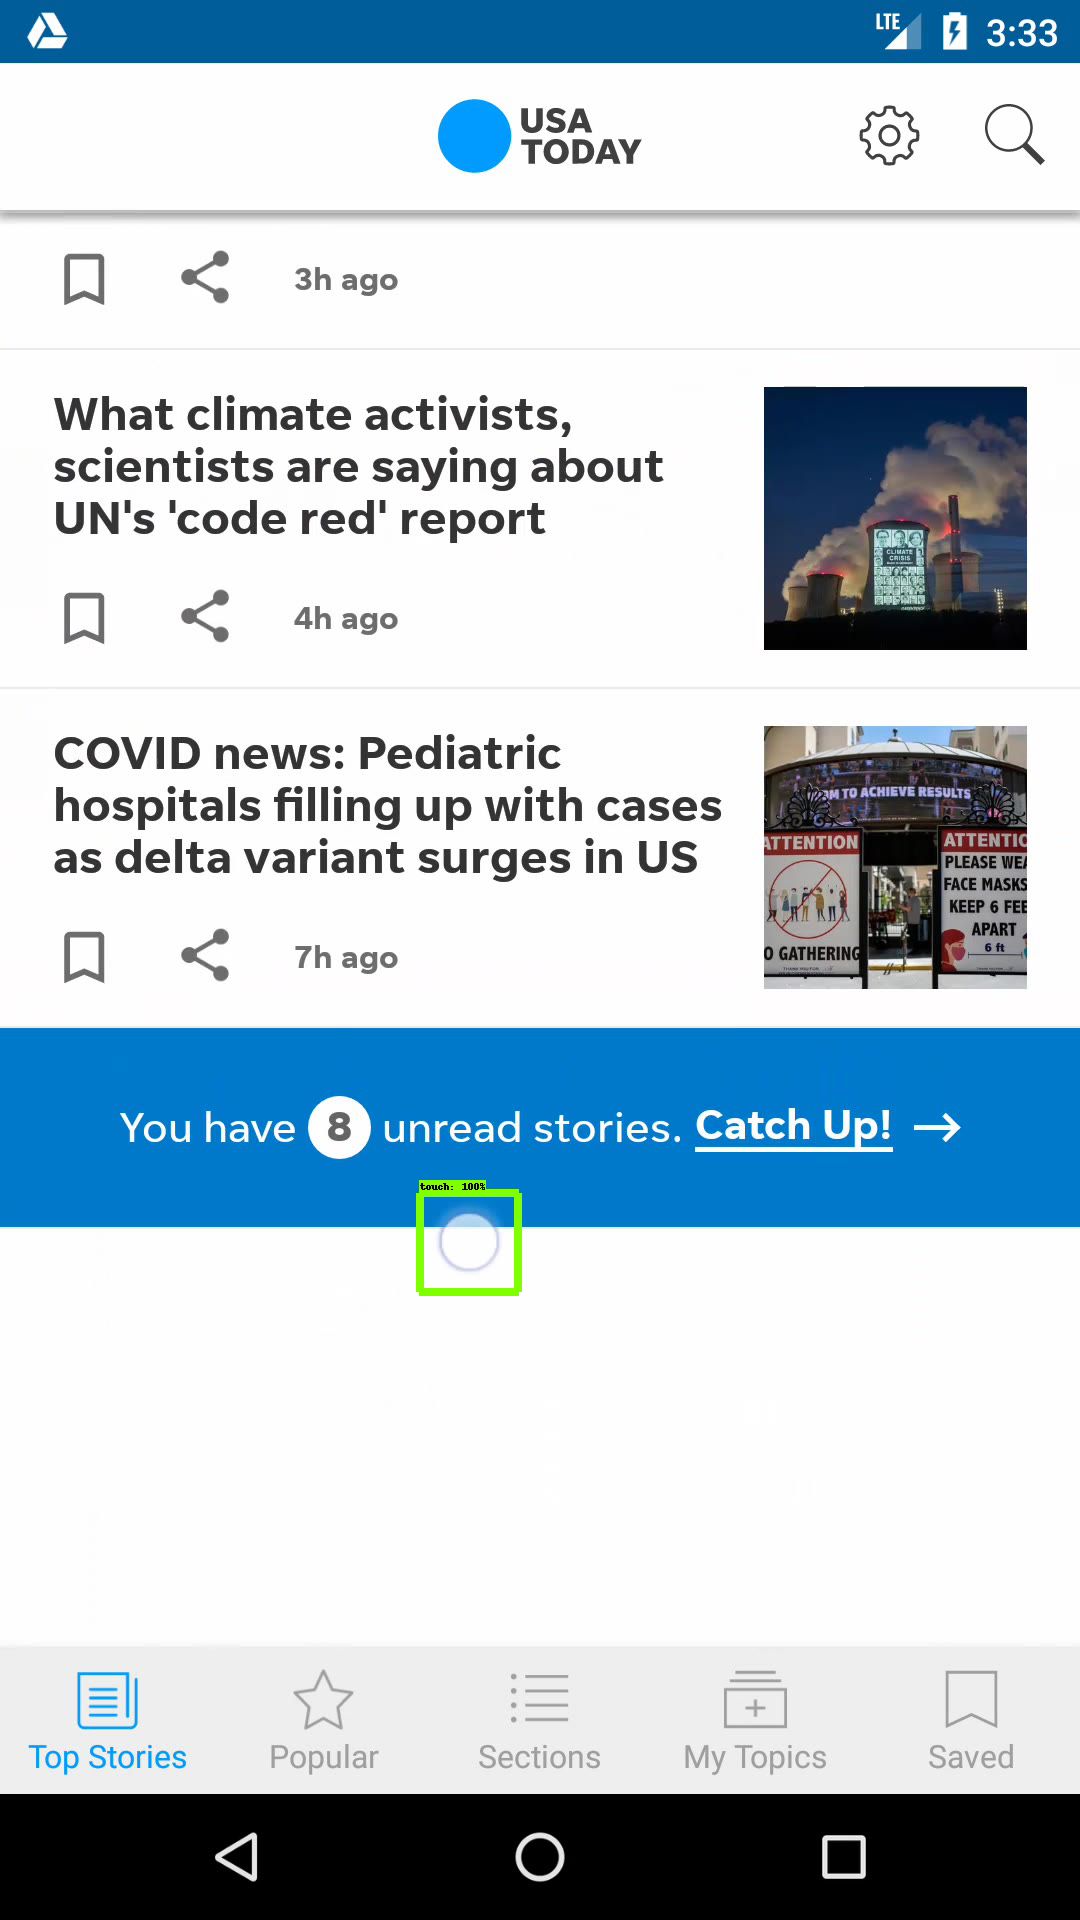 LTE 3:33
USA
TODAY
3h ago
What climate activists,
scientists are saying about
UN's 'code red' report
CLIMATE
CRISIS
4h ago
COVID news: Pediatric
hospitals filling up with cases
as delta variant surges in US
M TO ACHIEVE RESULTS
ATTENTION
O GATHERING
ATTENTIO
PLEASE WEA
FACE MASKS
KEEP 6 FEE
APART
6 ft
7h ago
You have 8 unread stories. Catch Up!
touch: 100%
Top Stories Popular Sections My Topics Saved